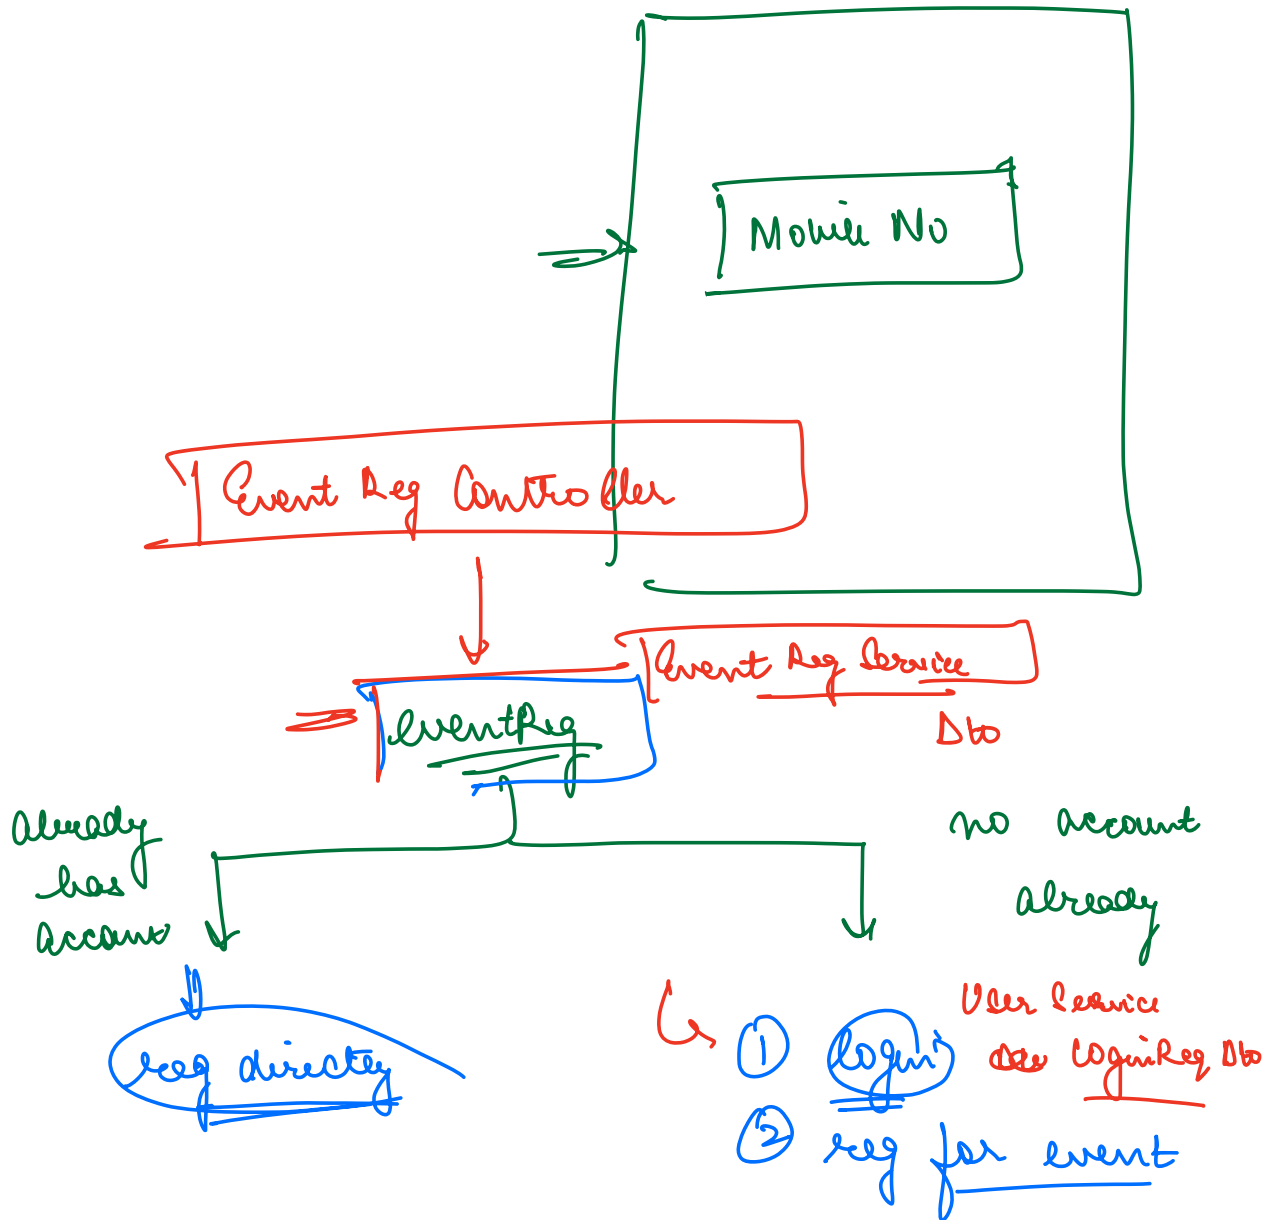 Mobile No
Event Reg Controller
Event Reg Service
eventReg
Dto
already
has
account
no account
already
reg directly
User Service
① login LoginReq Dto
② reg for event